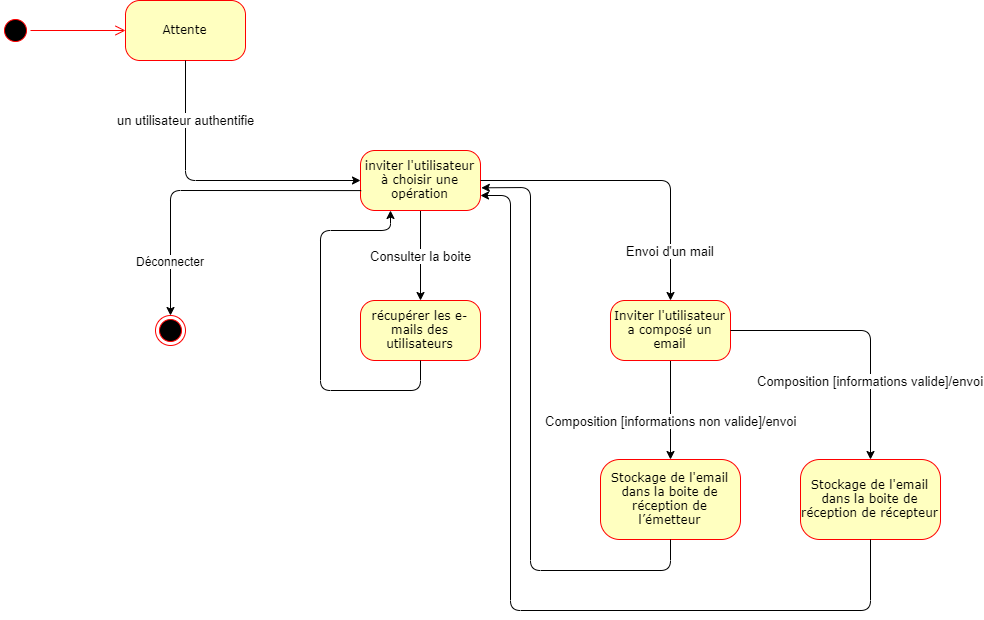 Attente
un utilisateur authentifie
inviter l'utilisateur
à choisir une
opération
Déconnecter
Consulter la boite
Envoi d'un mail
récupérer les e-
mails des
utilisateurs
Inviter l'utilisateur
a composé un
email
Composition [informations valide]/envoi
Composition [informations non valide]/envoi
Stockage de l'email
dans la boite de
réception de
l'émetteur
Stockage de l'email
dans la boite de
réception de récepteur